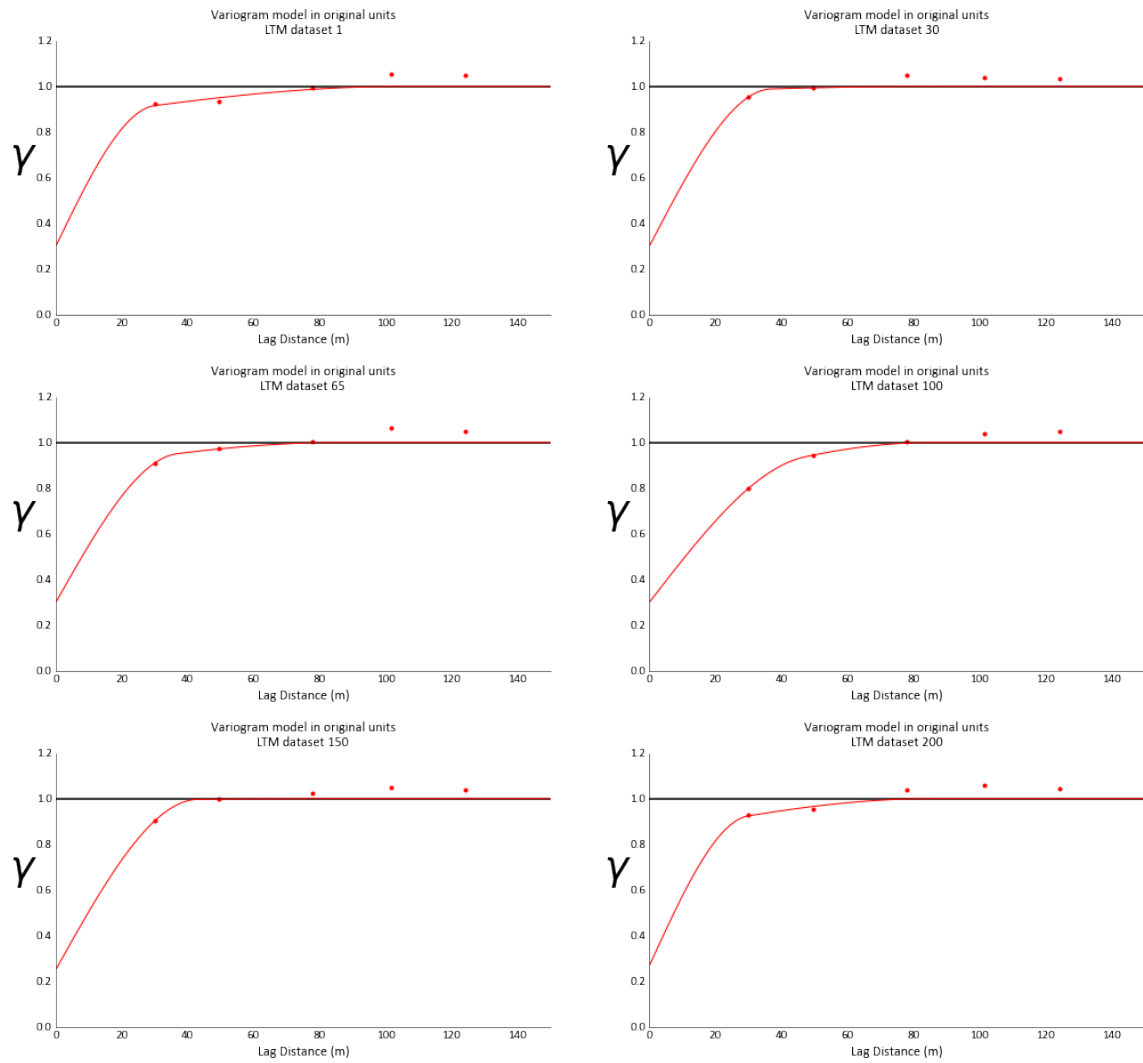 Variogram model in original units
LTM dataset 1
1.2
1.0
0.8
0.6
0.4
0.2
0.0
γ
0 20 40 60 80 100 120 140
Lag Distance (m)
Variogram model in original units
LTM dataset 30
1.2
1.0
0.8
0.6
0.4
0.2
0.0
γ
0 20 40 60 80 100 120 140
Lag Distance (m)
Variogram model in original units
LTM dataset 65
1.2
1.0
0.8
0.6
0.4
0.2
0.0
γ
0 20 40 60 80 100 120 140
Lag Distance (m)
Variogram model in original units
LTM dataset 100
1.2
1.0
0.8
0.6
0.4
0.2
0.0
γ
0 20 40 60 80 100 120 140
Lag Distance (m)
Variogram model in original units
LTM dataset 150
1.2
1.0
0.8
0.6
0.4
0.2
0.0
γ
0 20 40 60 80 100 120 140
Lag Distance (m)
Variogram model in original units
LTM dataset 200
1.2
1.0
0.8
0.6
0.4
0.2
0.0
γ
0 20 40 60 80 100 120 140
Lag Distance (m)